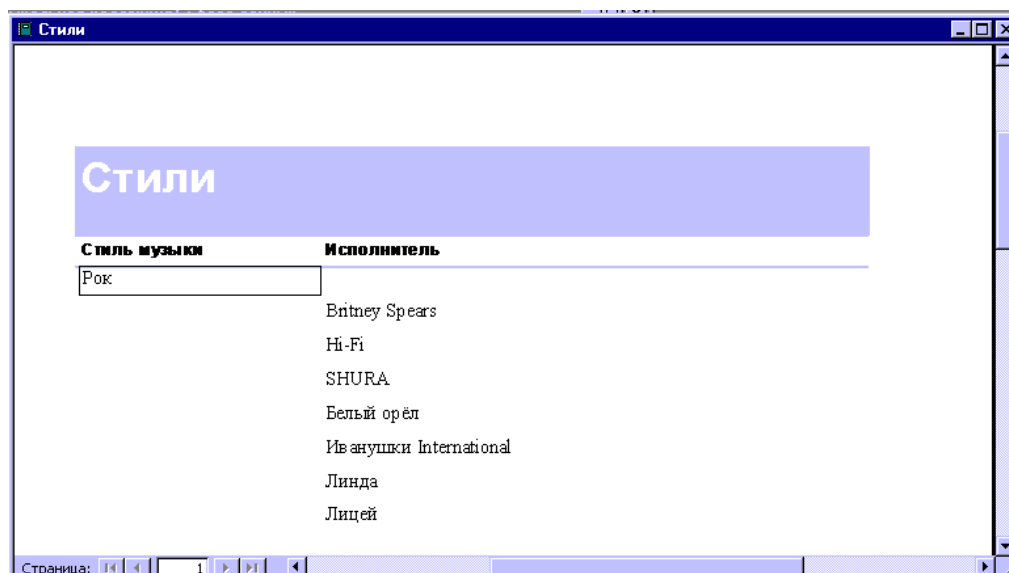 Стили
Стили
Стиль музыки Исполнитель
Рок
Britney Spears
Hi-Fi
SHURA
Белый орёл
Иванушки International
Линда
Лицей
Страница: 1